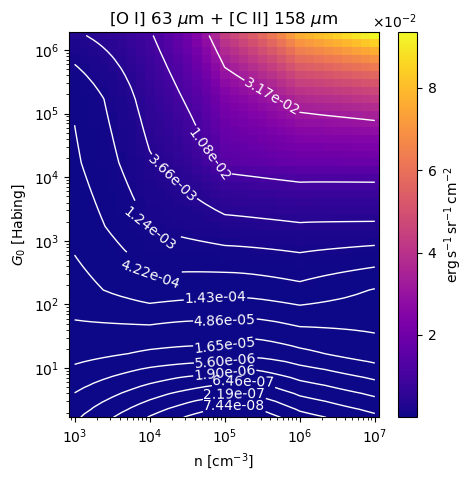 [O I] 63 μm + [C II] 158 μm
×10⁻²
10⁶
10⁵
10⁴
10³
10²
10¹
G₀ [Habing]
3.17e-02
1.08e-02
3.66e-03
1.24e-03
4.22e-04
1.43e-04
4.86e-05
1.65e-05
5.60e-06
1.90e-06
6.46e-07
2.19e-07
7.44e-08
10³ 10⁴ 10⁵ 10⁶ 10⁷
n [cm⁻³]
8
6
4
2
erg s⁻¹ sr⁻¹ cm⁻²